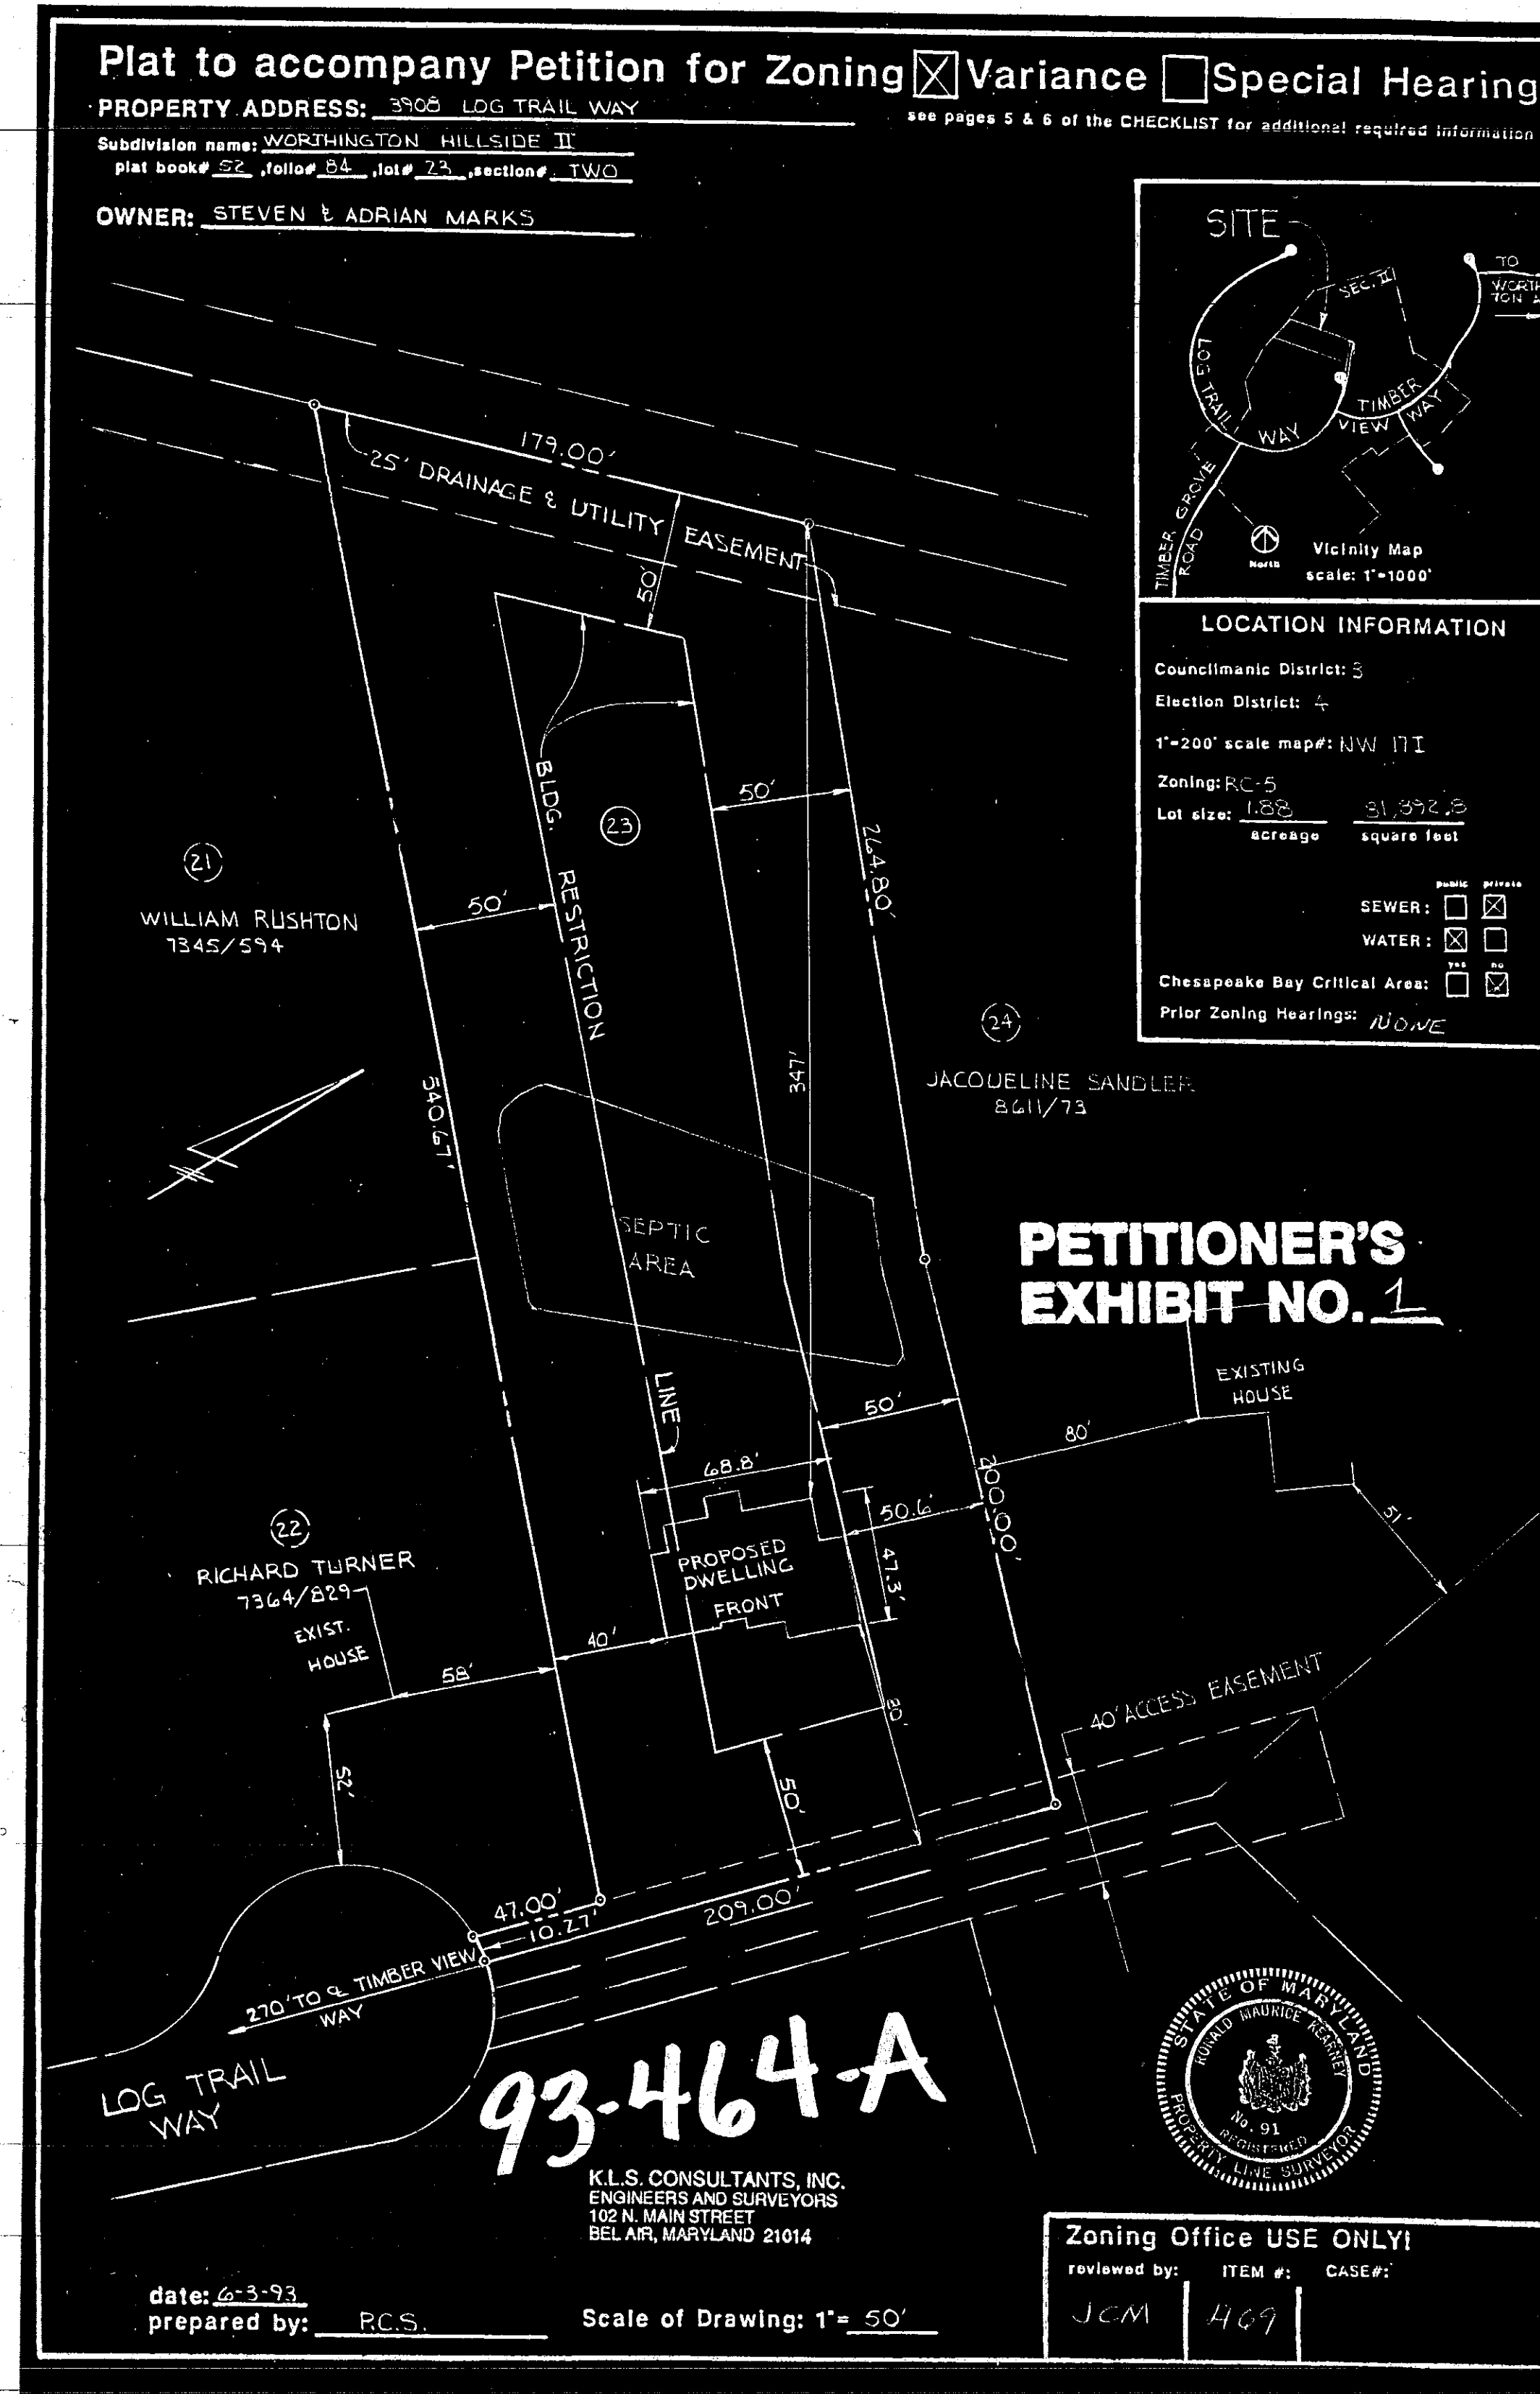 Plat to accompany Petition for Zoning ☒ Variance ☐ Special Hearing
PROPERTY ADDRESS: 3908 LOG TRAIL WAY
see pages 5 & 6 of the CHECKLIST for additional required information
Subdivision name: WORTHINGTON HILLSIDE II
plat book# 52 ,folio# 84 ,lot# 23 ,section# TWO
OWNER: STEVEN & ADRIAN MARKS
SITE
SEC. II
TO
LOG TRAIL
WAY
TIMBER
VIEW WAY
TIMBER GROVE
ROAD
North
Vicinity Map
scale: 1"=1000'
179.00'
25' DRAINAGE & UTILITY EASEMENT
50'
LOCATION INFORMATION
Councilmanic District: 3
Election District: 4
1"=200' scale map#: NW 17I
Zoning: RC-5
Lot size: 1.88
acreage square feet
public private
SEWER: ☐ ☒
WATER: ☒ ☐
yes no
Chesapeake Bay Critical Area: ☐ ☒
Prior Zoning Hearings: NONE
BLDG. RESTRICTION LINE
23
50'
264.80'
21
WILLIAM RUSHTON
7345/594
50'
24
JACQUELINE SANDLER
8611/73
347'
540.67'
SEPTIC
AREA
PETITIONER'S
EXHIBIT NO. 1
EXISTING
HOUSE
50'
80'
68.8'
200.00'
50.6'
51'
47.3'
22
RICHARD TURNER
7364/829
EXIST.
HOUSE
PROPOSED
DWELLING
FRONT
40'
58'
80'
40' ACCESS EASEMENT
52'
50'
47.00'
10.27'
209.00'
270' TO ℄ TIMBER VIEW
WAY
LOG TRAIL
WAY
93-464-A
STATE OF MARYLAND
RONALD MAURICE KEARNEY
No. 91
REGISTERED
PROPERTY LINE SURVEYOR
K.L.S. CONSULTANTS, INC.
ENGINEERS AND SURVEYORS
102 N. MAIN STREET
BEL AIR, MARYLAND 21014
Zoning Office USE ONLY!
reviewed by: ITEM #: CASE#:
JCM 469
date: 6-3-93
prepared by: R.C.S.
Scale of Drawing: 1"= 50'